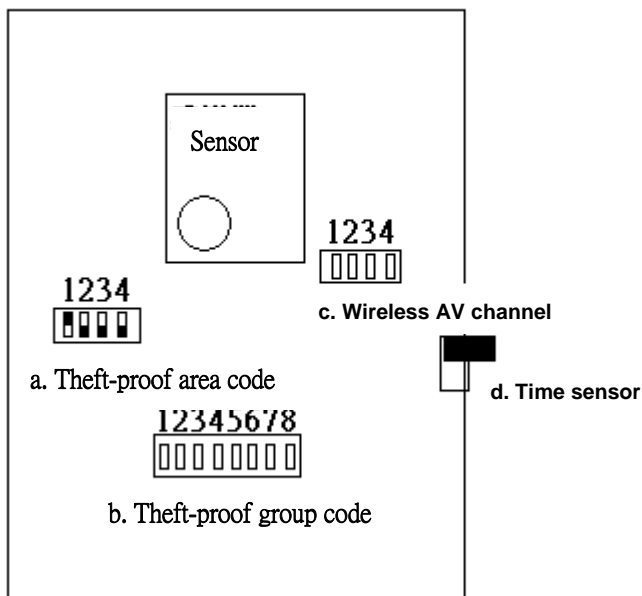 Sensor
1234
c. Wireless AV channel
1234
a. Theft-proof area code
d. Time sensor
12345678
b. Theft-proof group code